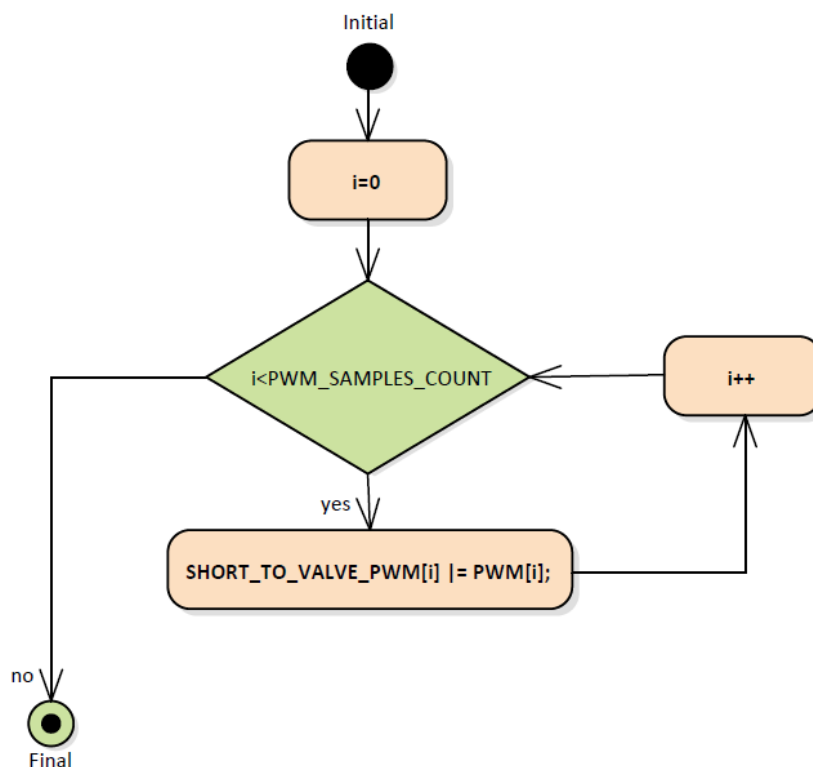 Initial
i=0
i<PWM_SAMPLES_COUNT
i++
yes
SHORT_TO_VALVE_PWM[i] |= PWM[i];
no
Final